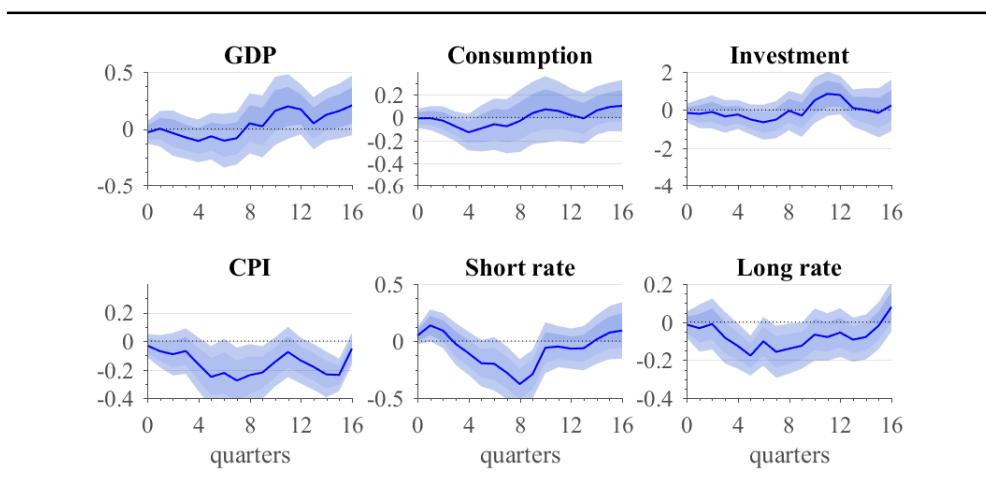 GDP Consumption Investment
0.5 0.2 2
0 0 0
-0.2 -2
-0.4
-0.5 -0.6 -4
0 4 8 12 16 0 4 8 12 16 0 4 8 12 16
CPI Short rate Long rate
0.2 0.5 0.2
0 0 0
-0.2 -0.2
-0.4 -0.5 -0.4
0 4 8 12 16 0 4 8 12 16 0 4 8 12 16
quarters quarters quarters